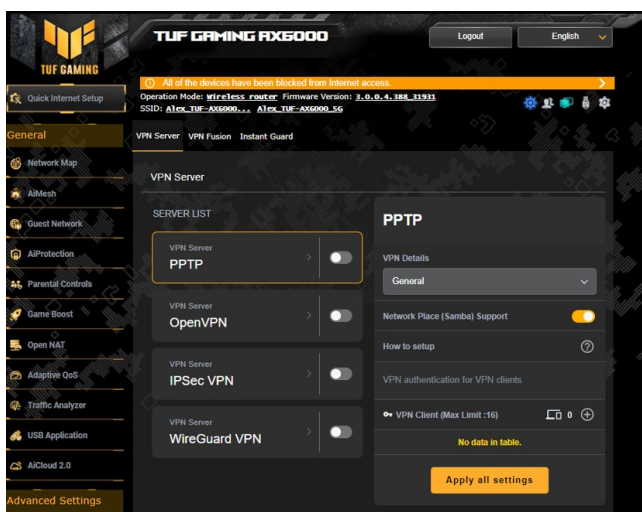 TUF GAMING
TUF GAMING AX6000
Logout
English
All of the devices have been blocked from Internet access.
Quick Internet Setup
Operation Mode: Wireless router Firmware Version: 3.0.0.4.388_31931
SSID: Alex_TUF-AX6000... Alex_TUF-AX6000_5G
General
Network Map
AiMesh
Guest Network
AiProtection
Parental Controls
Game Boost
Open NAT
Adaptive QoS
Traffic Analyzer
USB Application
AiCloud 2.0
Advanced Settings
VPN Server VPN Fusion Instant Guard
VPN Server
SERVER LIST
VPN Server
PPTP
VPN Server
OpenVPN
VPN Server
IPSec VPN
VPN Server
WireGuard VPN
PPTP
VPN Details
General
Network Place (Samba) Support
How to setup
VPN authentication for VPN clients
VPN Client (Max Limit :16) 0
No data in table.
Apply all settings